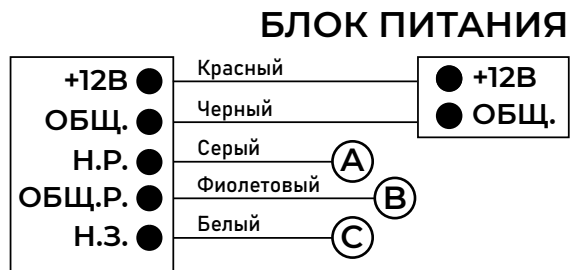 БЛОК ПИТАНИЯ
+12В Красный +12В
ОБЩ. Черный ОБЩ.
Н.Р. Серый A
ОБЩ.Р. Фиолетовый B
Н.З. Белый C